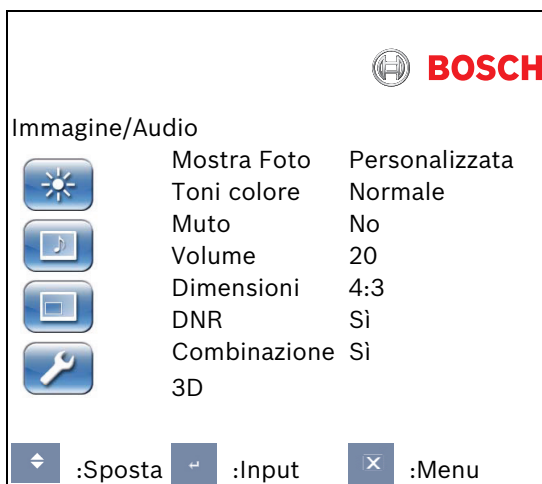 BOSCH
Immagine/Audio
Mostra Foto Personalizzata
Toni colore Normale
Muto No
Volume 20
Dimensioni 4:3
DNR Sì
Combinazione Sì
3D
:Sposta :Input :Menu